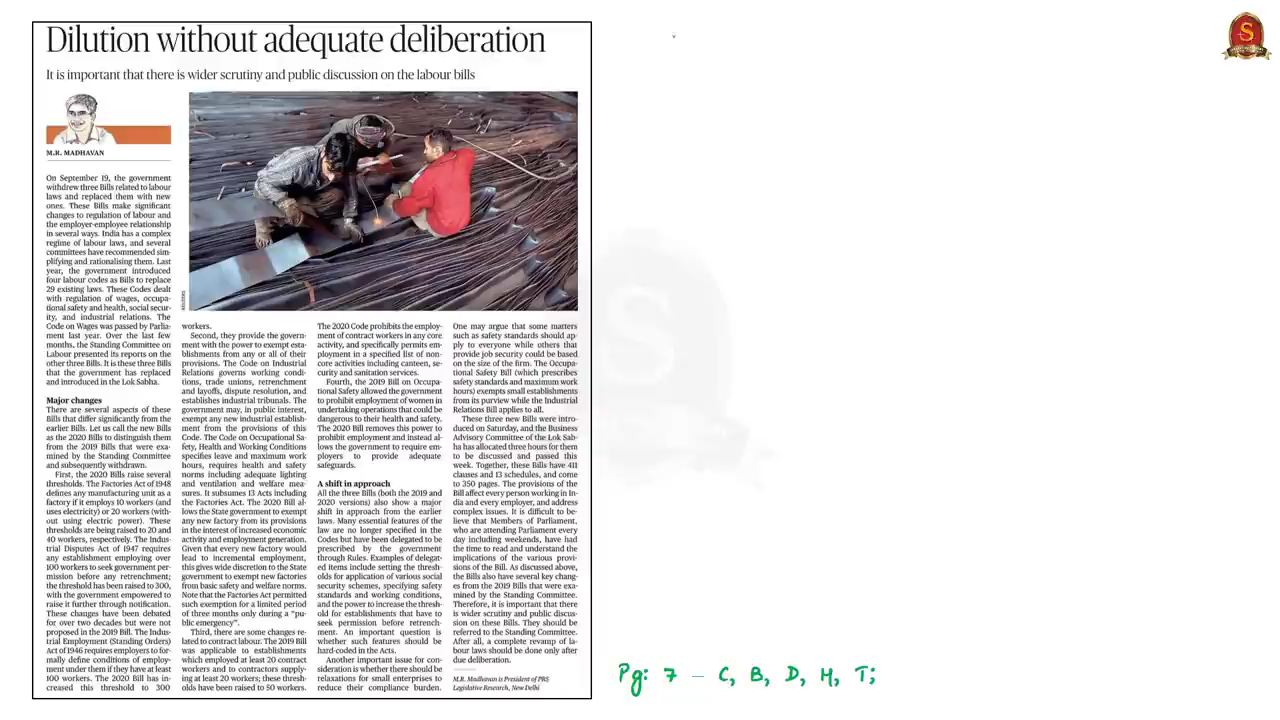 Dilution without adequate deliberation
It is important that there is wider scrutiny and public discussion on the labour bills
M.R. MADHAVAN
On September 19, the government
withdrew three Bills related to labour
laws and replaced them with new
ones. These Bills make significant
changes to regulation of labour and
the employer-employee relationship
in several ways. India has a complex
regime of labour laws, and several
committees have recommended sim-
plifying and rationalising them. Last
year, the government introduced
four labour codes as Bills to replace
29 existing laws. These Codes dealt
with regulation of wages, occupa-
tional safety and health, social secur-
ity, and industrial relations. The
Code on Wages was passed by Parlia-
ment last year. Over the last few
months, the Standing Committee on
Labour presented its reports on the
other three Bills. It is these three Bills
that the government has replaced
and introduced in the Lok Sabha.
Major changes
There are several aspects of these
Bills that differ significantly from the
earlier Bills. Let us call the new Bills
as the 2020 Bills to distinguish them
from the 2019 Bills that were exa-
mined by the Standing Committee
and subsequently withdrawn.
First, the 2020 Bills raise several
thresholds. The Factories Act of 1948
defines any manufacturing unit as a
factory if it employs 10 workers (and
uses electricity) or 20 workers (with-
out using electric power). These
thresholds are being raised to 20 and
40 workers, respectively. The Indus-
trial Disputes Act of 1947 requires
any establishment employing over
100 workers to seek government per-
mission before any retrenchment;
the threshold has been raised to 300,
with the government empowered to
raise it further through notification.
These changes have been debated
for over two decades but were not
proposed in the 2019 Bill. The Indus-
trial Employment (Standing Orders)
Act of 1946 requires employers to for-
mally define conditions of employ-
ment under them if they have at least
100 workers. The 2020 Bill has in-
creased this threshold to 300
workers.
Second, they provide the govern-
ment with the power to exempt esta-
blishments from any or all of their
provisions. The Code on Industrial
Relations governs working condi-
tions, trade unions, retrenchment
and layoffs, dispute resolution, and
establishes industrial tribunals. The
government may, in public interest,
exempt any new industrial establish-
ment from the provisions of this
Code. The Code on Occupational Sa-
fety, Health and Working Conditions
specifies leave and maximum work
hours, requires health and safety
norms including adequate lighting
and ventilation and welfare mea-
sures. It subsumes 13 Acts including
the Factories Act. The 2020 Bill al-
lows the State government to exempt
any new factory from its provisions
in the interest of increased economic
activity and employment generation.
Given that every new factory would
lead to incremental employment,
this gives wide discretion to the State
government to exempt new factories
from basic safety and welfare norms.
Note that the Factories Act permitted
such exemption for a limited period
of three months only during a “pu-
blic emergency”.
Third, there are some changes re-
lated to contract labour. The 2019 Bill
was applicable to establishments
which employed at least 20 contract
workers and to contractors supply-
ing at least 20 workers; these thresh-
olds have been raised to 50 workers.
The 2020 Code prohibits the employ-
ment of contract workers in any core
activity, and specifically permits em-
ployment in a specified list of non-
core activities including canteen, se-
curity and sanitation services.
Fourth, the 2019 Bill on Occupa-
tional Safety allowed the government
to prohibit employment of women in
undertaking operations that could be
dangerous to their health and safety.
The 2020 Bill removes this power to
prohibit employment and instead al-
lows the government to require em-
ployers to provide adequate
safeguards.
A shift in approach
All the three Bills (both the 2019 and
2020 versions) also show a major
shift in approach from the earlier
laws. Many essential features of the
law are no longer specified in the
Codes but have been delegated to be
prescribed by the government
through Rules. Examples of delegat-
ed items include setting the thresh-
olds for application of various social
security schemes, specifying safety
standards and working conditions,
and the power to increase the thresh-
old for establishments that have to
seek permission before retrench-
ment. An important question is
whether such features should be
hard-coded in the Acts.
Another important issue for con-
sideration is whether there should be
relaxations for small enterprises to
reduce their compliance burden.
One may argue that some matters
such as safety standards should ap-
ply to everyone while others that
provide job security could be based
on the size of the firm. The Occupa-
tional Safety Bill (which prescribes
safety standards and maximum work
hours) exempts small establishments
from its purview while the Industrial
Relations Bill applies to all.
These three new Bills were intro-
duced on Saturday, and the Business
Advisory Committee of the Lok Sab-
ha has allocated three hours for them
to be discussed and passed this
week. Together, these Bills have 411
clauses and 13 schedules, and come
to 350 pages. The provisions of the
Bill affect every person working in In-
dia and every employer, and address
complex issues. It is difficult to be-
lieve that Members of Parliament,
who are attending Parliament every
day including weekends, have had
the time to read and understand the
implications of the various provi-
sions of the Bill. As discussed above,
the Bills also have several key chang-
es from the 2019 Bills that were exa-
mined by the Standing Committee.
Therefore, it is important that there
is wider scrutiny and public discus-
sion on these Bills. They should be
referred to the Standing Committee.
After all, a complete revamp of la-
bour laws should be done only after
due deliberation.
M.R. Madhavan is President of PRS
Legislative Research, New Delhi
Pg: 7 – C, B, D, H, T;